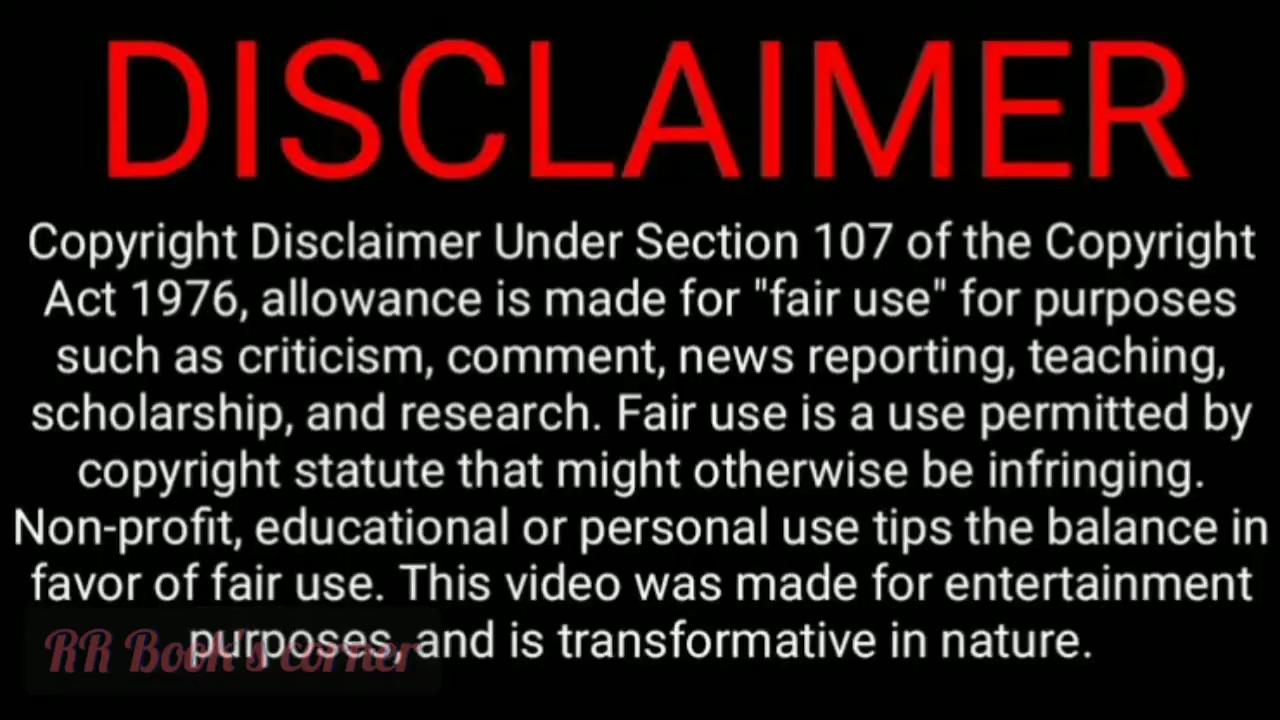 DISCLAIMER
Copyright Disclaimer Under Section 107 of the Copyright
Act 1976, allowance is made for "fair use" for purposes
such as criticism, comment, news reporting, teaching,
scholarship, and research. Fair use is a use permitted by
copyright statute that might otherwise be infringing.
Non-profit, educational or personal use tips the balance in
favor of fair use. This video was made for entertainment
purposes, and is transformative in nature.
RR Book's corner